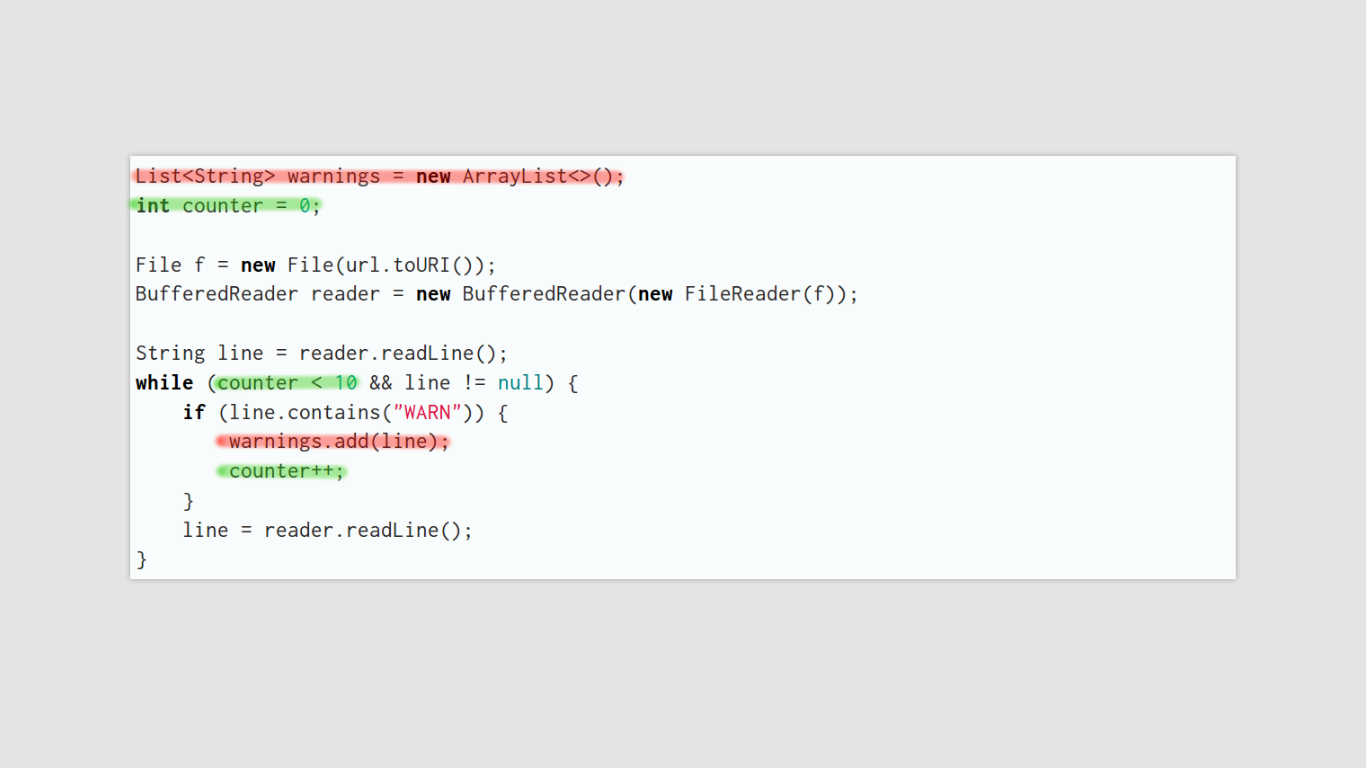 List<String> warnings = new ArrayList<>();
int counter = 0;
File f = new File(url.toURI());
BufferedReader reader = new BufferedReader(new FileReader(f));
String line = reader.readLine();
while (counter < 10 && line != null) {
    if (line.contains("WARN")) {
        warnings.add(line);
        counter++;
    }
    line = reader.readLine();
}